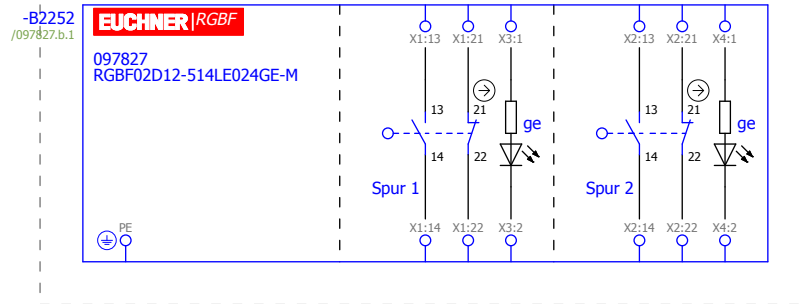 -B2252
/097827.b.1
EUCHNER RGBF
097827
RGBF02D12-514LE024GE-M
X1:13 X1:21 X3:1 X2:13 X2:21 X4:1
13 21 13 21
ge ge
14 22 14 22
Spur 1 Spur 2
PE X1:14 X1:22 X3:2 X2:14 X2:22 X4:2